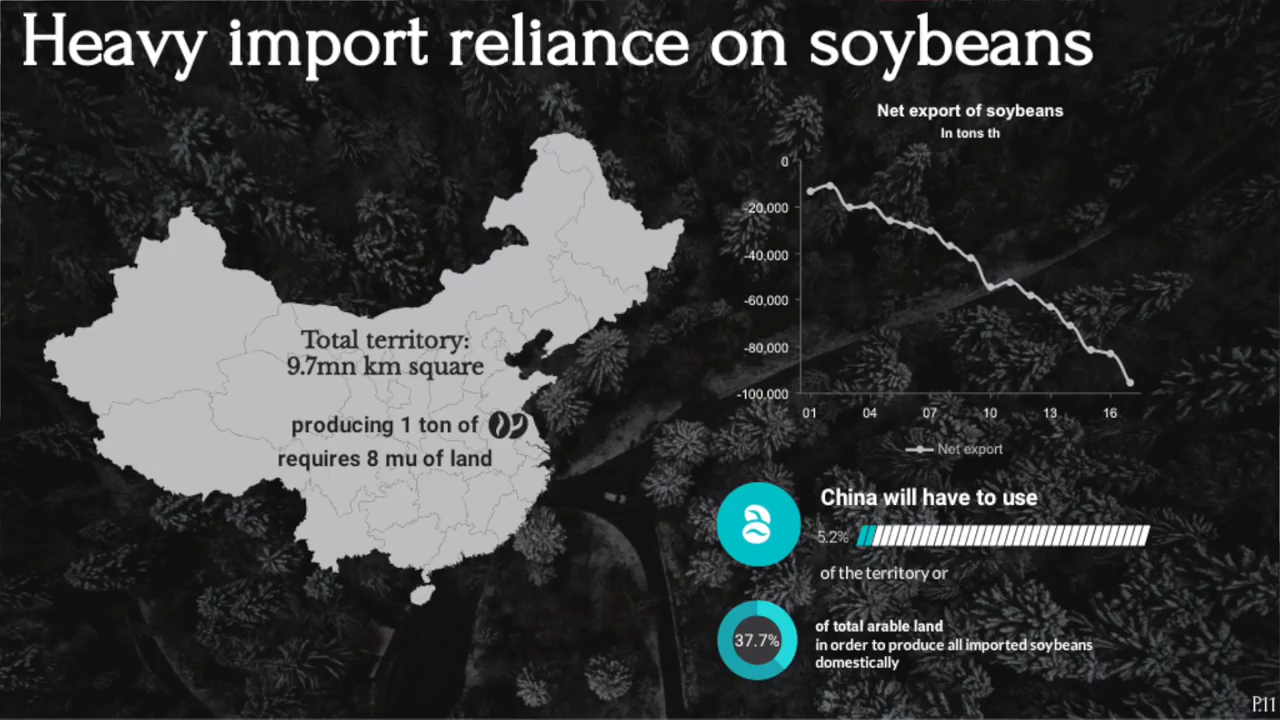 Heavy import reliance on soybeans
Total territory:
9.7mn km square
producing 1 ton of
requires 8 mu of land
Net export of soybeans
In tons th
0
-20,000
-40,000
-60,000
-80,000
-100,000
01 04 07 10 13 16
Net export
China will have to use
5.2%
of the territory or
37.7%
of total arable land
in order to produce all imported soybeans
domestically
P.11